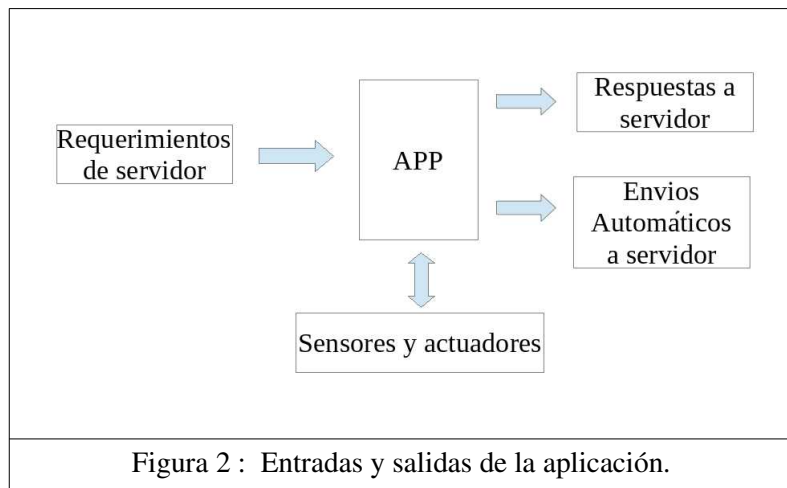 Requerimientos
de servidor
APP
Respuestas a
servidor
Envios
Automáticos
a servidor
Sensores y actuadores
Figura 2 : Entradas y salidas de la aplicación.